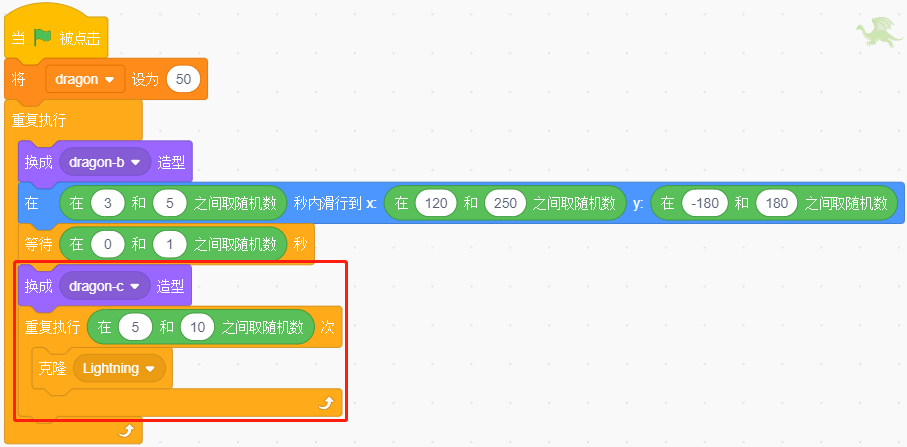 当 被点击
将 dragon 设为 50
重复执行
换成 dragon-b 造型
在 在 3 和 5 之间取随机数 秒内滑行到 x: 在 120 和 250 之间取随机数 y: 在 -180 和 180 之间取随机数
等待 在 0 和 1 之间取随机数 秒
换成 dragon-c 造型
重复执行 在 5 和 10 之间取随机数 次
克隆 Lightning